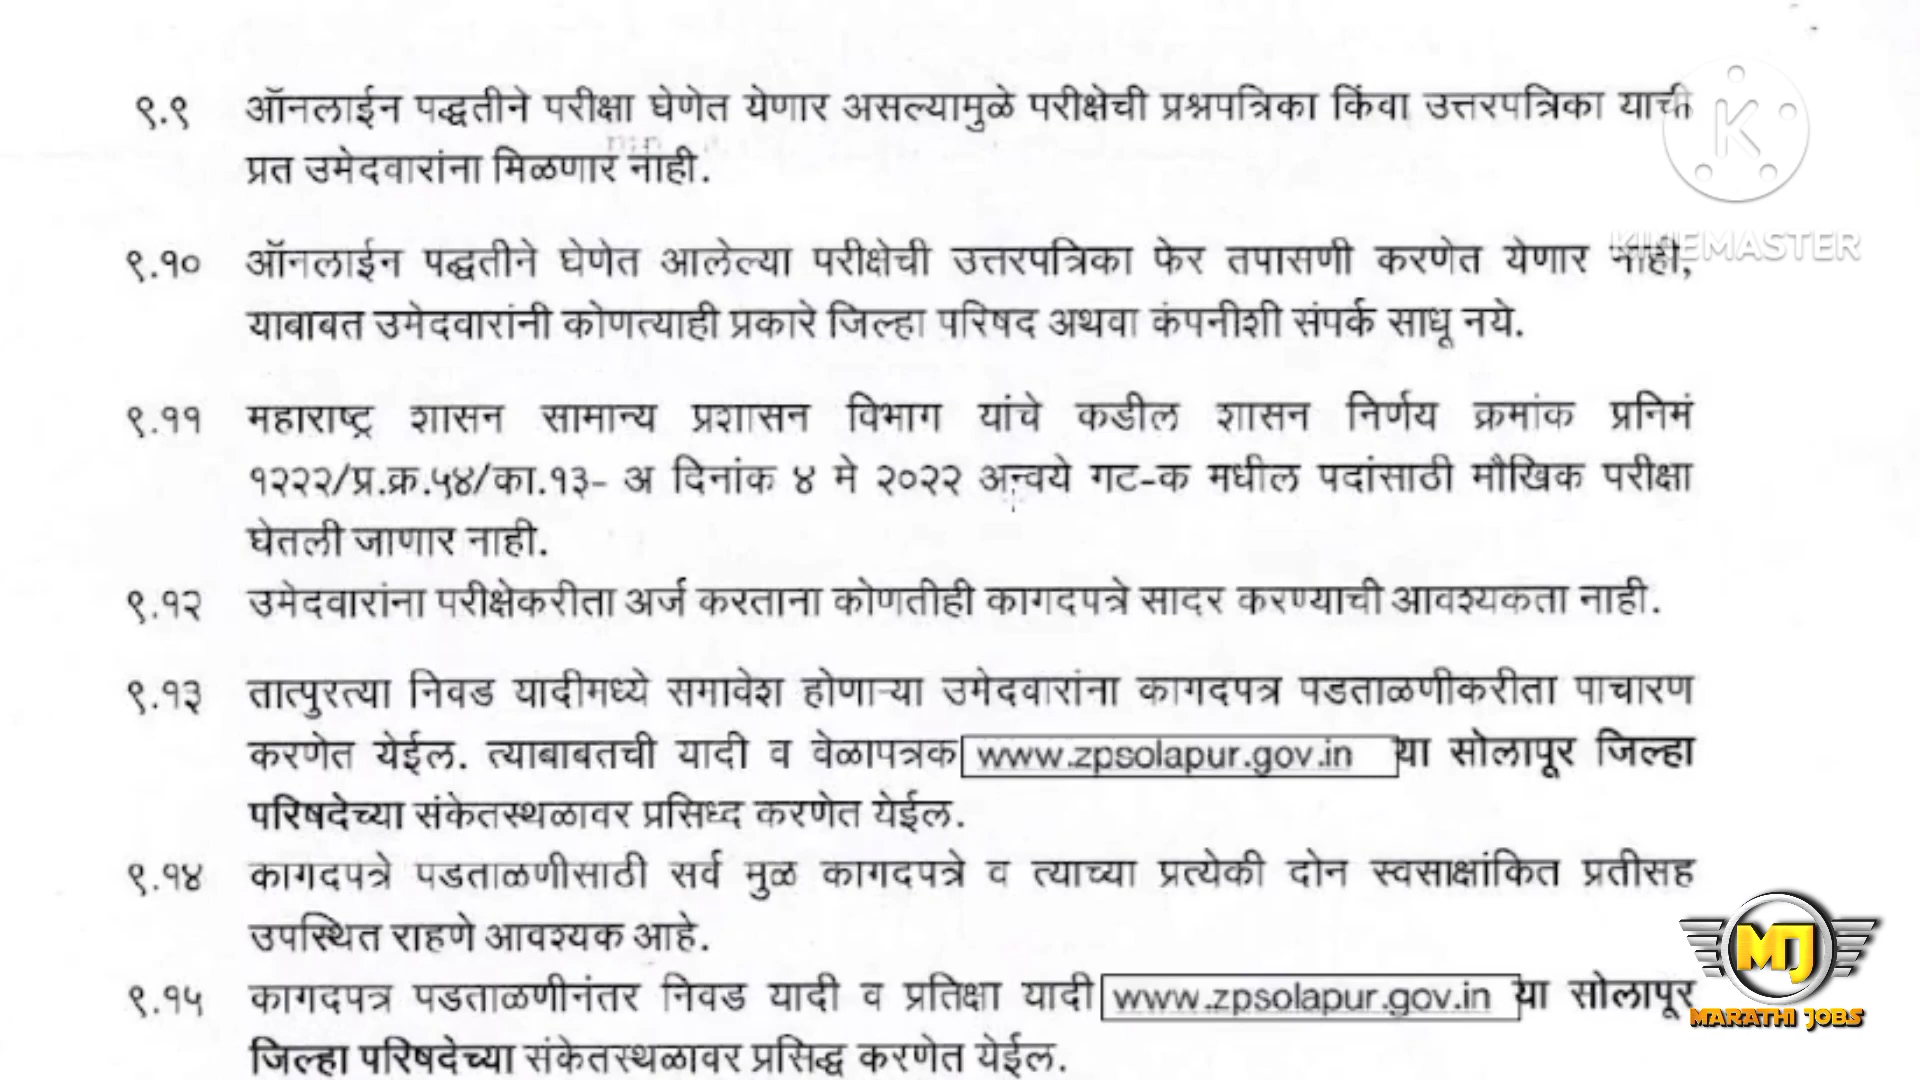 ९.९ ऑनलाईन पद्धतीने परीक्षा घेणेत येणार असल्यामुळे परीक्षेची प्रश्नपत्रिका किंवा उत्तरपत्रिका याची
प्रत उमेदवारांना मिळणार नाही.
K
KINEMASTER
९.१० ऑनलाईन पद्धतीने घेणेत आलेल्या परीक्षेची उत्तरपत्रिका फेर तपासणी करणेत येणार नाही,
याबाबत उमेदवारांनी कोणत्याही प्रकारे जिल्हा परिषद अथवा कंपनीशी संपर्क साधू नये.
९.११ महाराष्ट्र शासन सामान्य प्रशासन विभाग यांचे कडील शासन निर्णय क्रमांक प्रनिमं
१२२२/प्र.क्र.५४/का.१३- अ दिनांक ४ मे २०२२ अन्वये गट-क मधील पदांसाठी मौखिक परीक्षा
घेतली जाणार नाही.
९.१२ उमेदवारांना परीक्षेकरीता अर्ज करताना कोणतीही कागदपत्रे सादर करण्याची आवश्यकता नाही.
९.१३ तात्पुरत्या निवड यादीमध्ये समावेश होणाऱ्या उमेदवारांना कागदपत्र पडताळणीकरीता पाचारण
करणेत येईल. त्याबाबतची यादी व वेळापत्रक www.zpsolapur.gov.in या सोलापूर जिल्हा
परिषदेच्या संकेतस्थळावर प्रसिध्द करणेत येईल.
९.१४ कागदपत्रे पडताळणीसाठी सर्व मुळ कागदपत्रे व त्याच्या प्रत्येकी दोन स्वसाक्षांकित प्रतीसह
उपस्थित राहणे आवश्यक आहे.
९.१५ कागदपत्र पडताळणीनंतर निवड यादी व प्रतिक्षा यादी www.zpsolapur.gov.in या सोलापूर
जिल्हा परिषदेच्या संकेतस्थळावर प्रसिद्ध करणेत येईल.
MJ
MARATHI JOBS